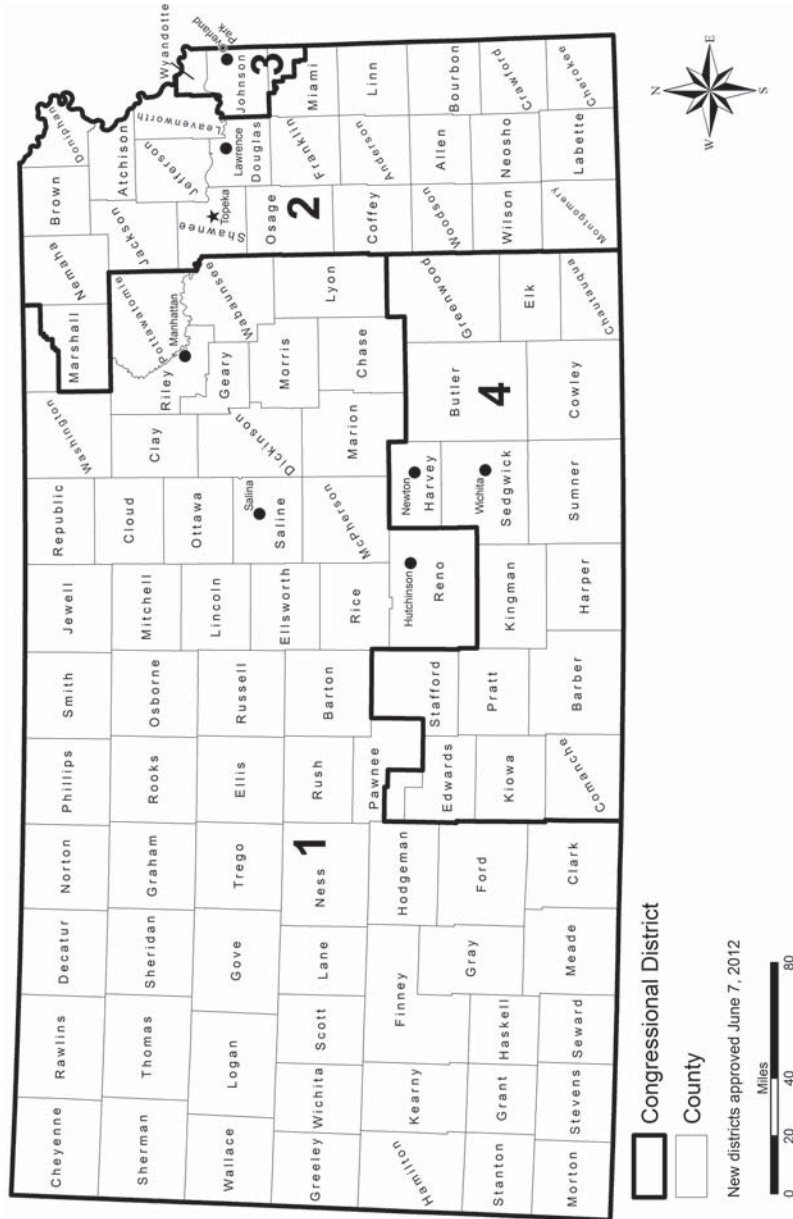 Cheyenne
Rawlins
Decatur
Norton
Phillips
Smith
Jewell
Republic
Washington
Marshall
Nemaha
Brown
Doniphan
Sherman
Thomas
Sheridan
Graham
Rooks
Osborne
Mitchell
Cloud
Clay
Riley
Pottawatomie
Manhattan
Jackson
Atchison
Jefferson
Leavenworth
Wyandotte
Wallace
Logan
Gove
Trego
Ellis
Russell
Lincoln
Ottawa
Salina
Saline
Ellsworth
Dickinson
Geary
Morris
Wabaunsee
Shawnee
Topeka
Lawrence
Douglas
Johnson
Overland
Park
3
Greeley
Wichita
Scott
Lane
Ness
1
Rush
Barton
Rice
McPherson
Marion
Chase
Lyon
Osage
2
Franklin
Miami
Coffey
Anderson
Linn
Hamilton
Kearny
Finney
Hodgeman
Pawnee
Edwards
Stafford
Hutchinson
Reno
Newton
Harvey
Butler
4
Greenwood
Woodson
Allen
Bourbon
Stanton
Grant
Haskell
Gray
Ford
Kiowa
Pratt
Kingman
Wichita
Sedgwick
Elk
Wilson
Neosho
Crawford
Morton
Stevens
Seward
Meade
Clark
Comanche
Barber
Harper
Sumner
Cowley
Chautauqua
Montgomery
Labette
Cherokee
Congressional District
County
New districts approved June 7, 2012
Miles
0 20 40 80
N
E
S
W